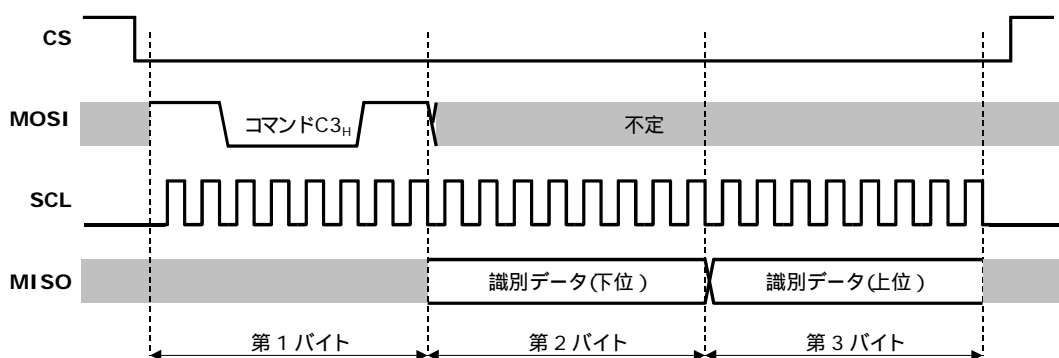 CS
MOSI
コマンドC3H
不定
SCL
MISO
識別データ(下位)
識別データ(上位)
第1バイト
第2バイト
第3バイト